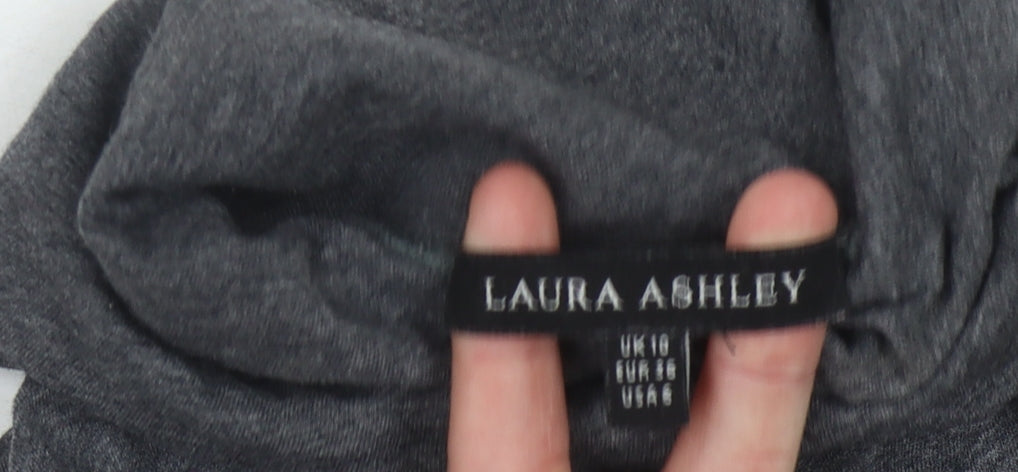 LAURA ASHLEY
UK 10
EUR 36
USA 6